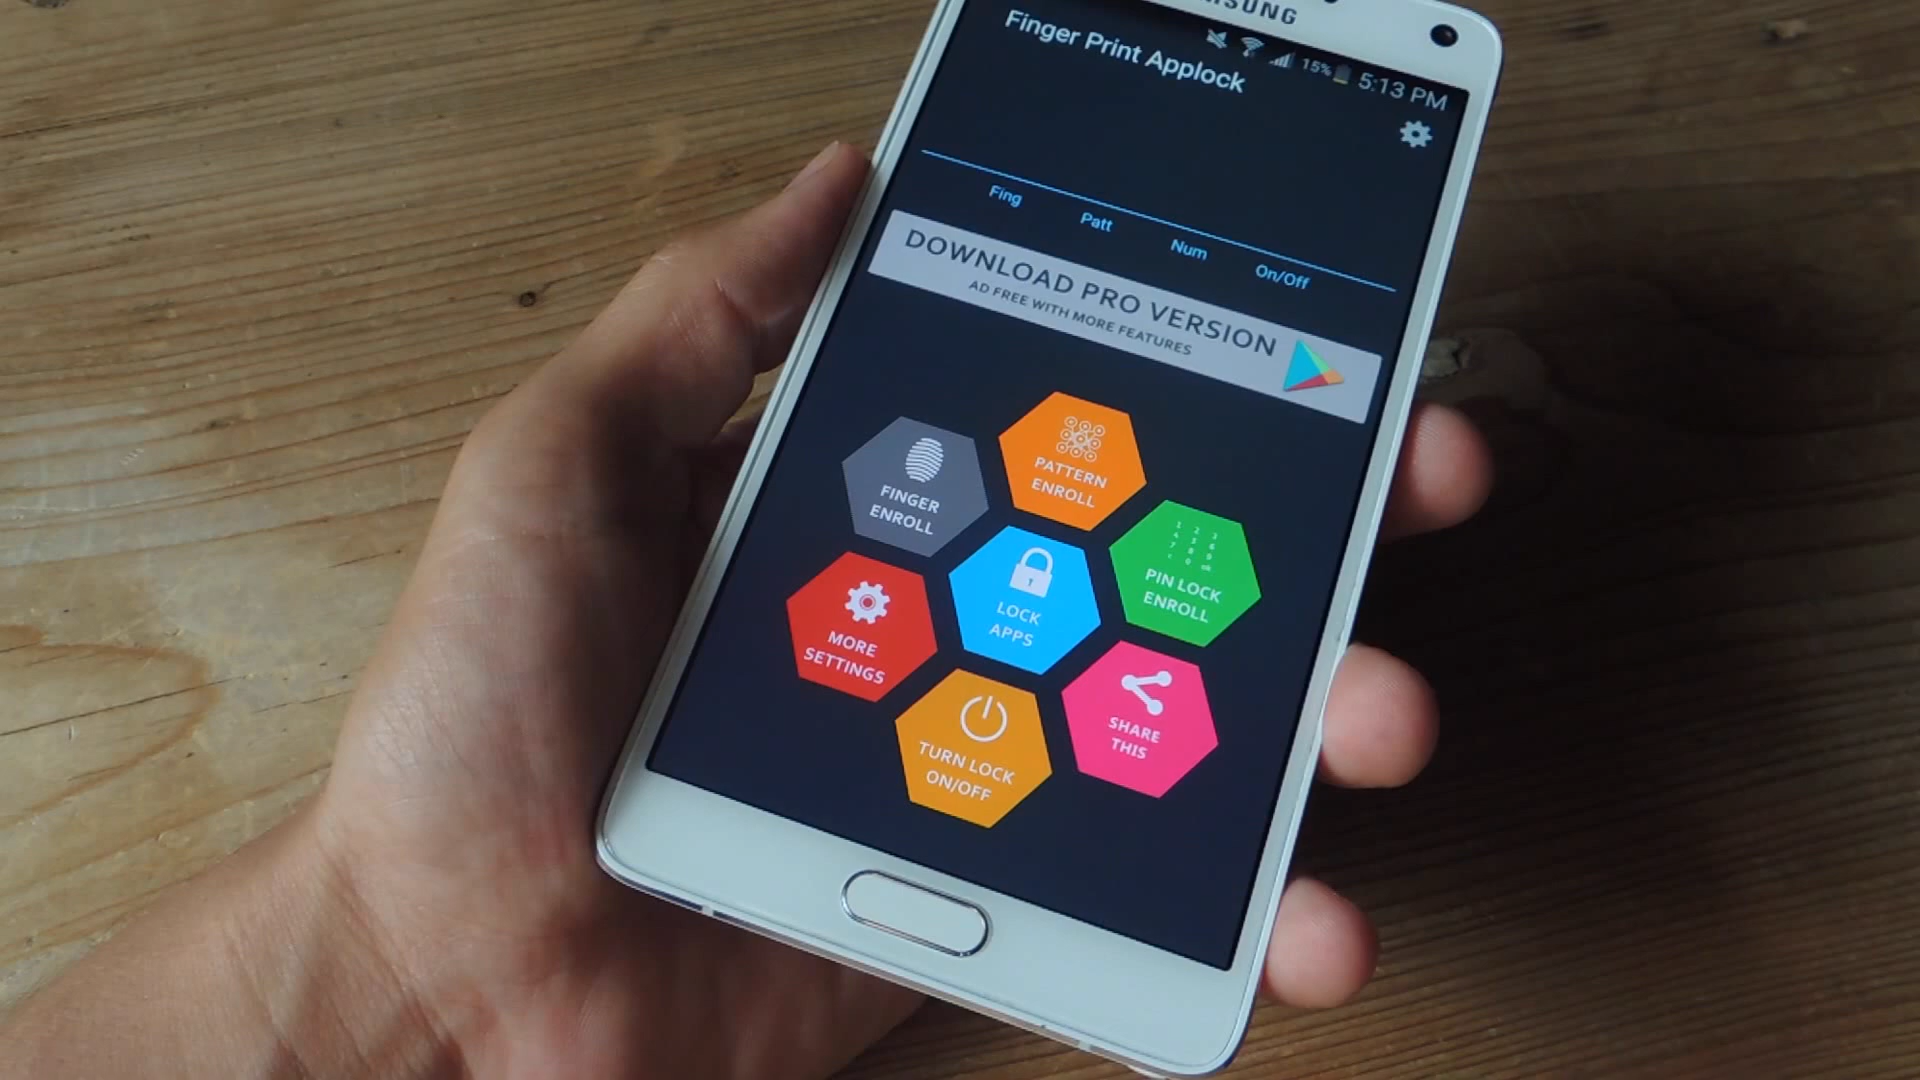 SAMSUNG
15% 5:13 PM
Finger Print Applock
Fing
Patt
Num
On/Off
DOWNLOAD PRO VERSION
AD FREE WITH MORE FEATURES
PATTERN
ENROLL
FINGER
ENROLL
PIN LOCK
ENROLL
LOCK
APPS
MORE
SETTINGS
SHARE
THIS
TURN LOCK
ON/OFF